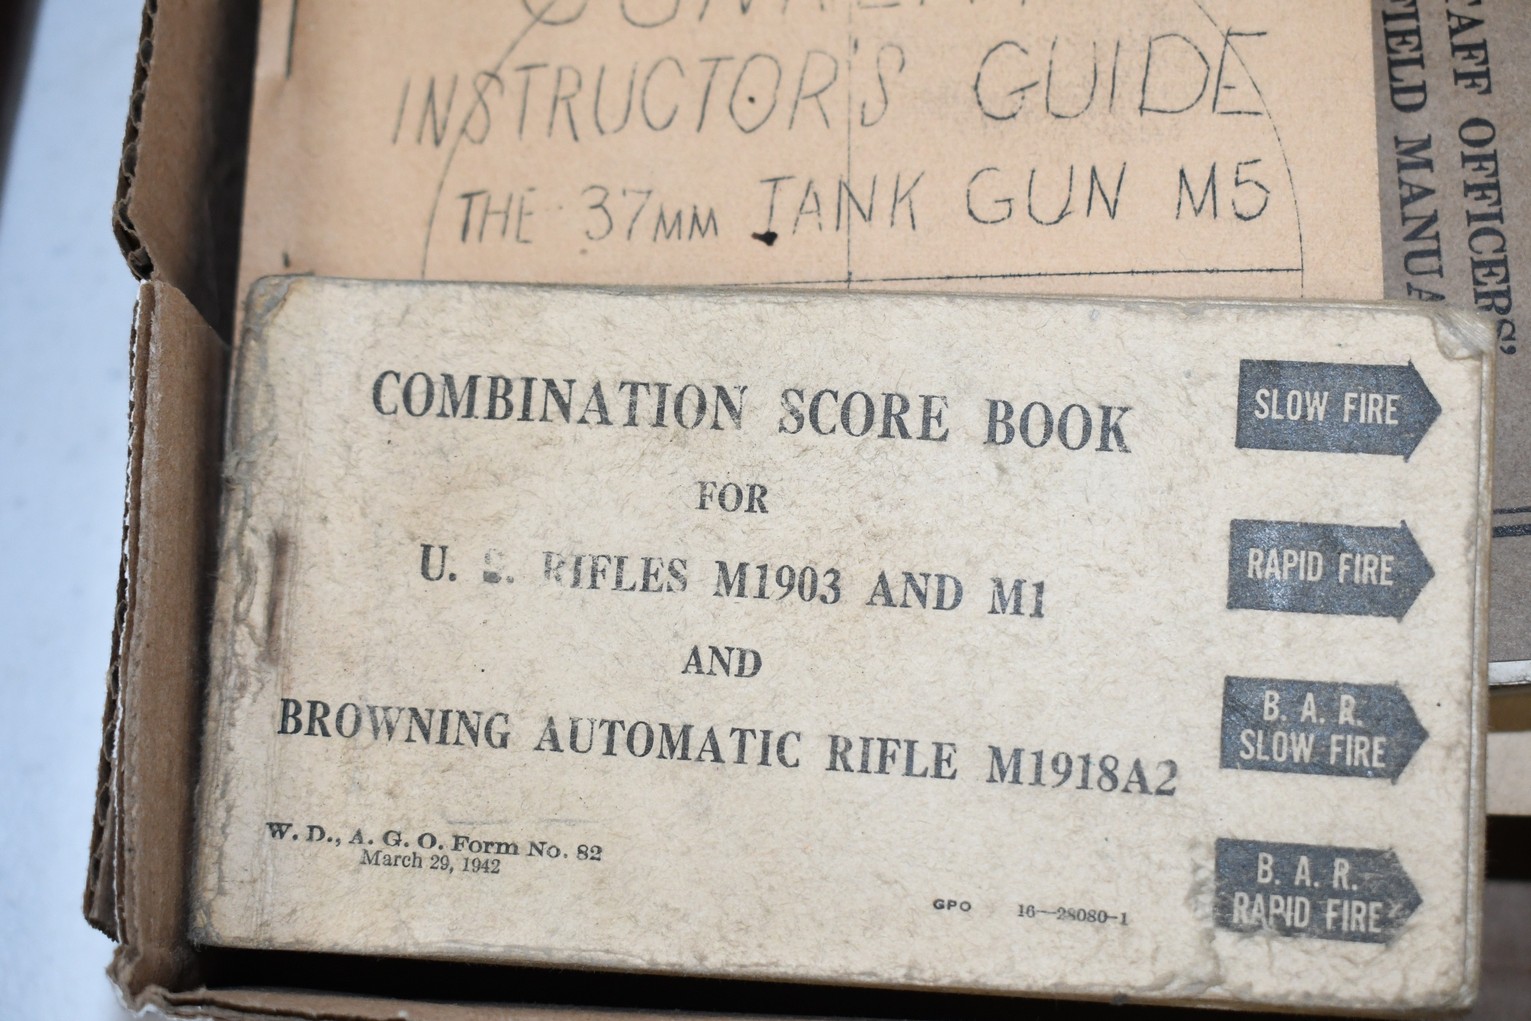 INSTRUCTOR'S GUIDE
THE 37MM TANK GUN M5
TAFF OFFICERS'
FIELD MANUA
COMBINATION SCORE BOOK
FOR
U. S. RIFLES M1903 AND M1
AND
BROWNING AUTOMATIC RIFLE M1918A2
W. D., A. G. O. Form No. 82
March 29, 1942
GPO 16—28080-1
SLOW FIRE
RAPID FIRE
B. A. R.
SLOW FIRE
B. A. R.
RAPID FIRE